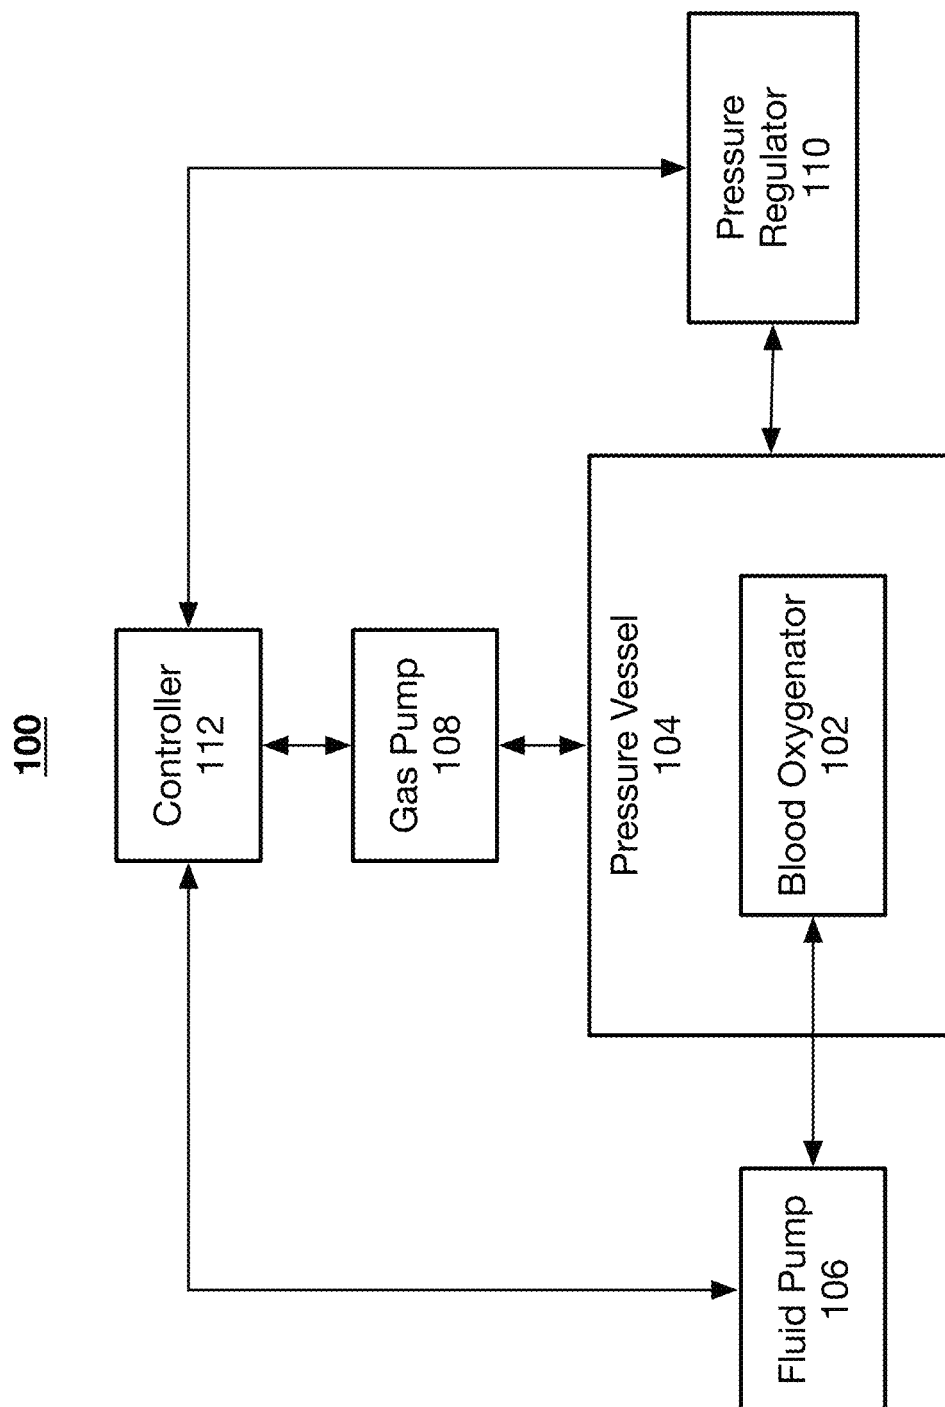 100
Controller
112
Gas Pump
108
Pressure Vessel
104
Blood Oxygenator
102
Fluid Pump
106
Pressure
Regulator
110